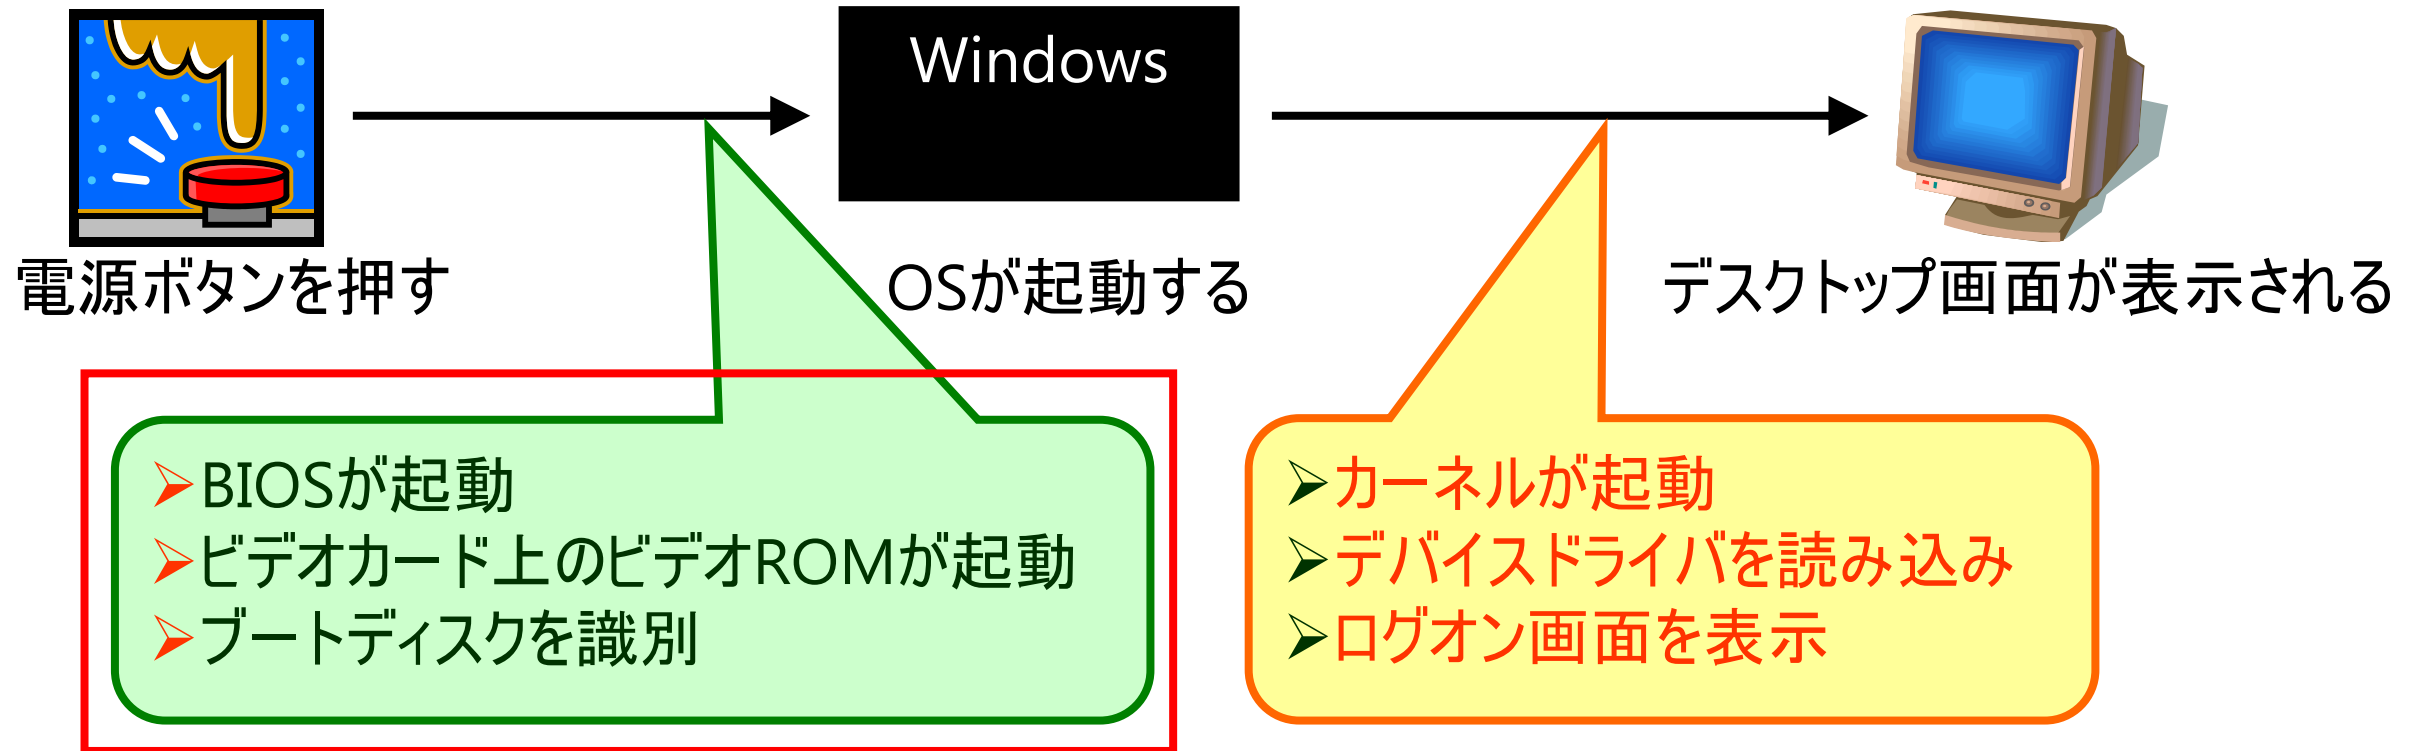 Windows
電源ボタンを押す
OSが起動する
デスクトップ画面が表示される
BIOSが起動
ビデオカード上のビデオROMが起動
ブートディスクを識別
カーネルが起動
デバイスドライバを読み込み
ログオン画面を表示